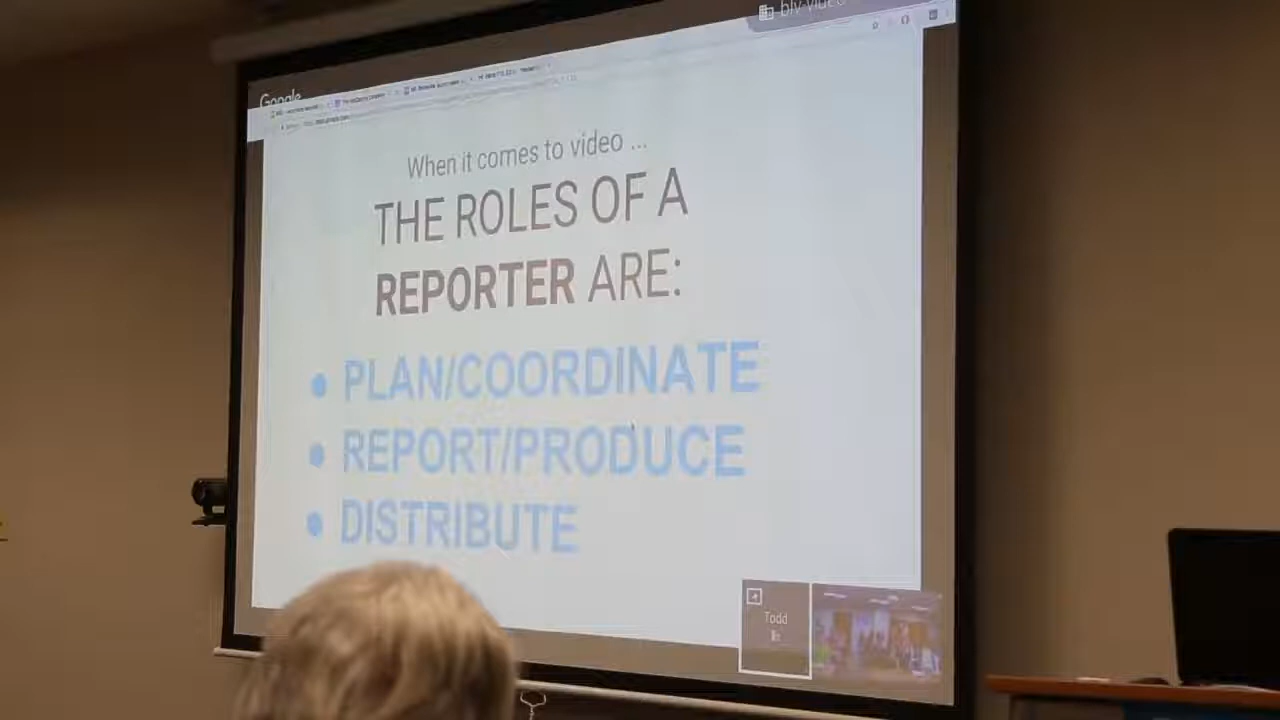 Google
When it comes to video ...
THE ROLES OF A
REPORTER ARE:
• PLAN/COORDINATE
• REPORT/PRODUCE
• DISTRIBUTE
Todd